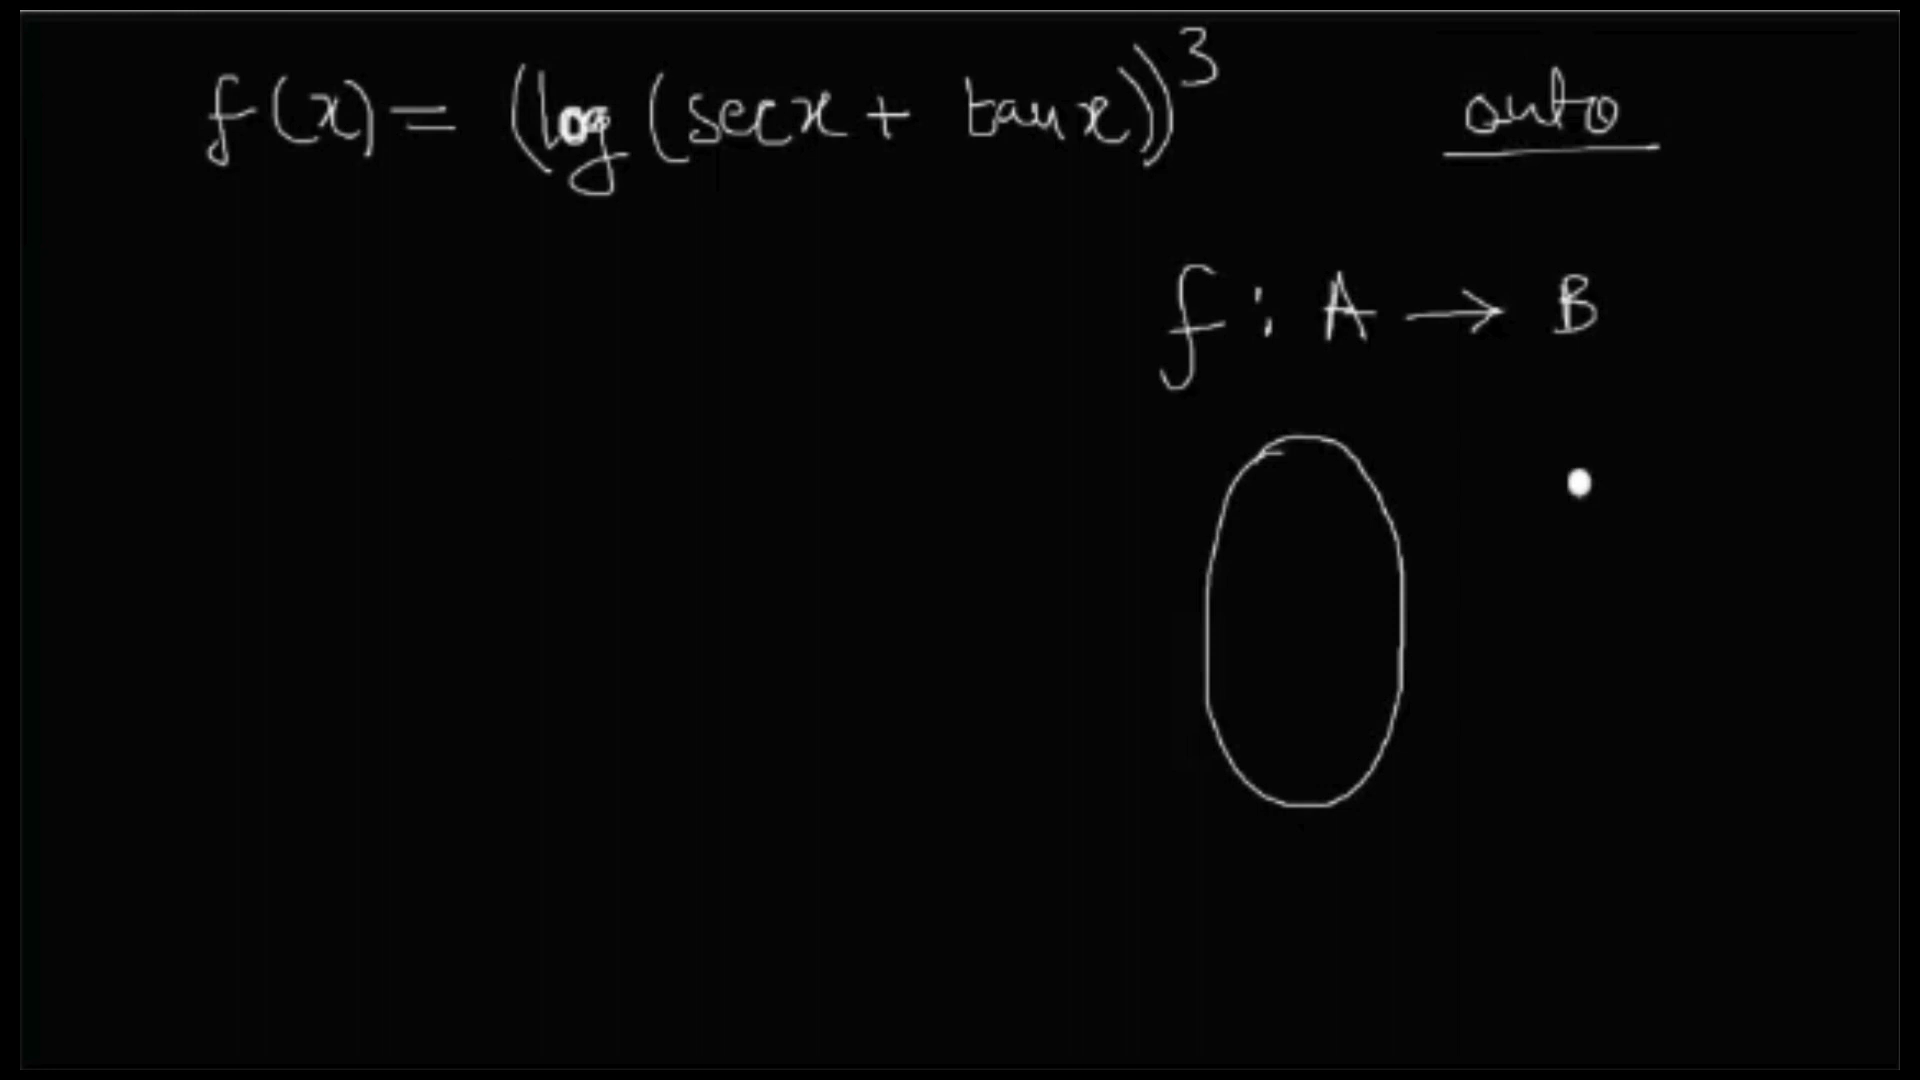 f(x) = (log (secx + tanx))³ onto
f : A → B